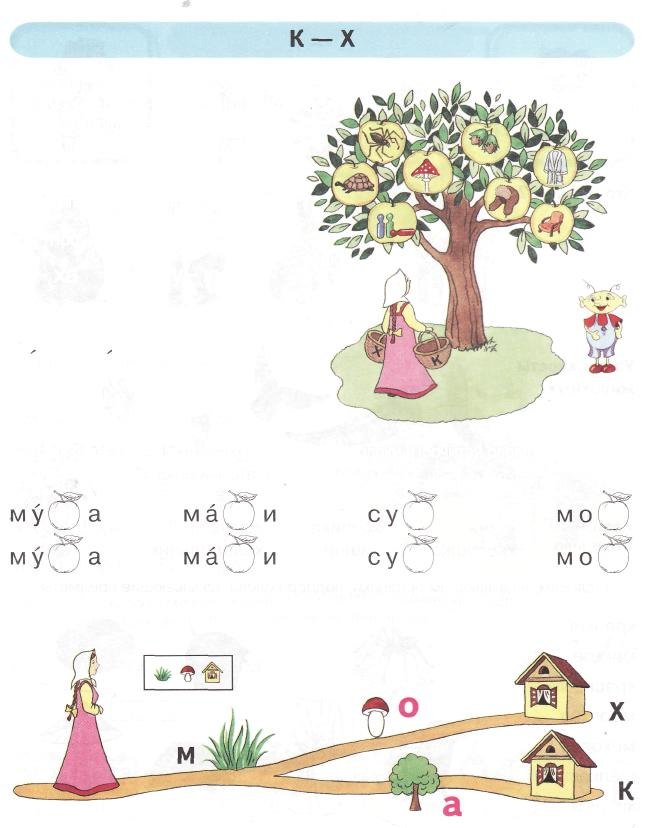 К — Х
Х К
му́ а ма́ и су мо
му́ а ма́ и су мо
о Х
м
К
а